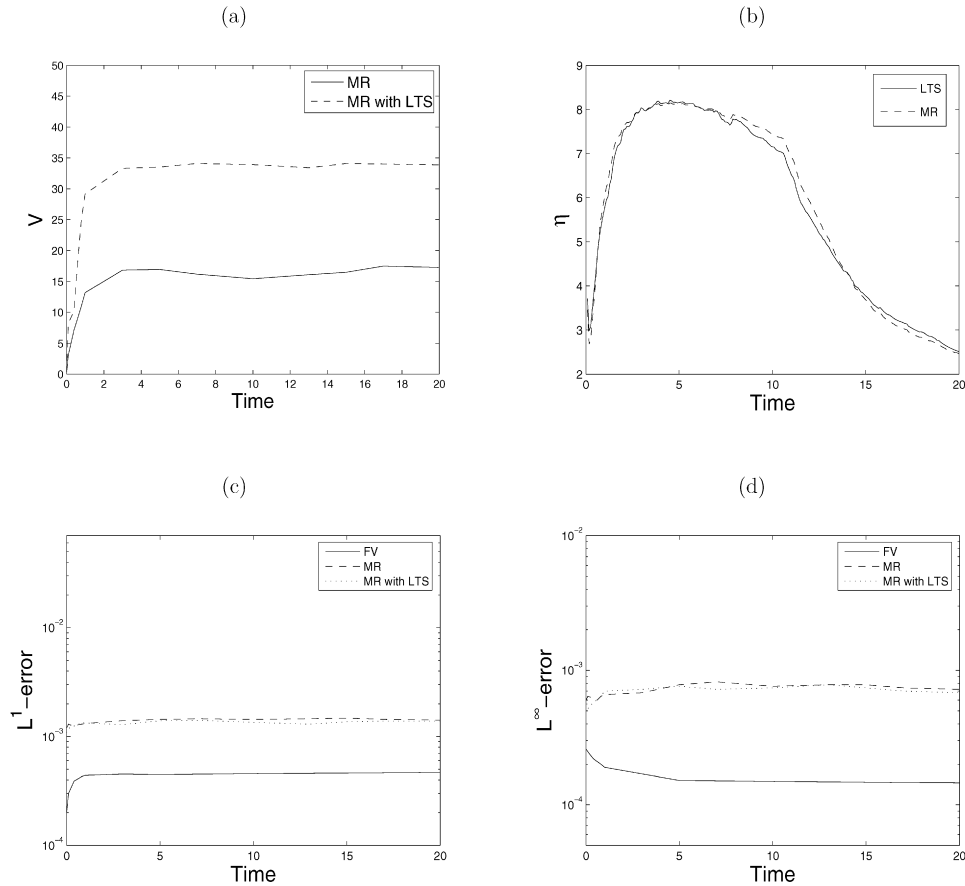 (a)
50
45
40
35
30
25
20
15
10
5
0
V
MR
MR with LTS
0 2 4 6 8 10 12 14 16 18 20
Time
(b)
9
8
7
6
5
4
3
2
η
LTS
MR
0 5 10 15 20
Time
(c)
10^-2
10^-3
10^-4
L^1-error
FV
MR
MR with LTS
0 5 10 15 20
Time
(d)
10^-2
10^-3
10^-4
L^∞-error
FV
MR
MR with LTS
0 5 10 15 20
Time